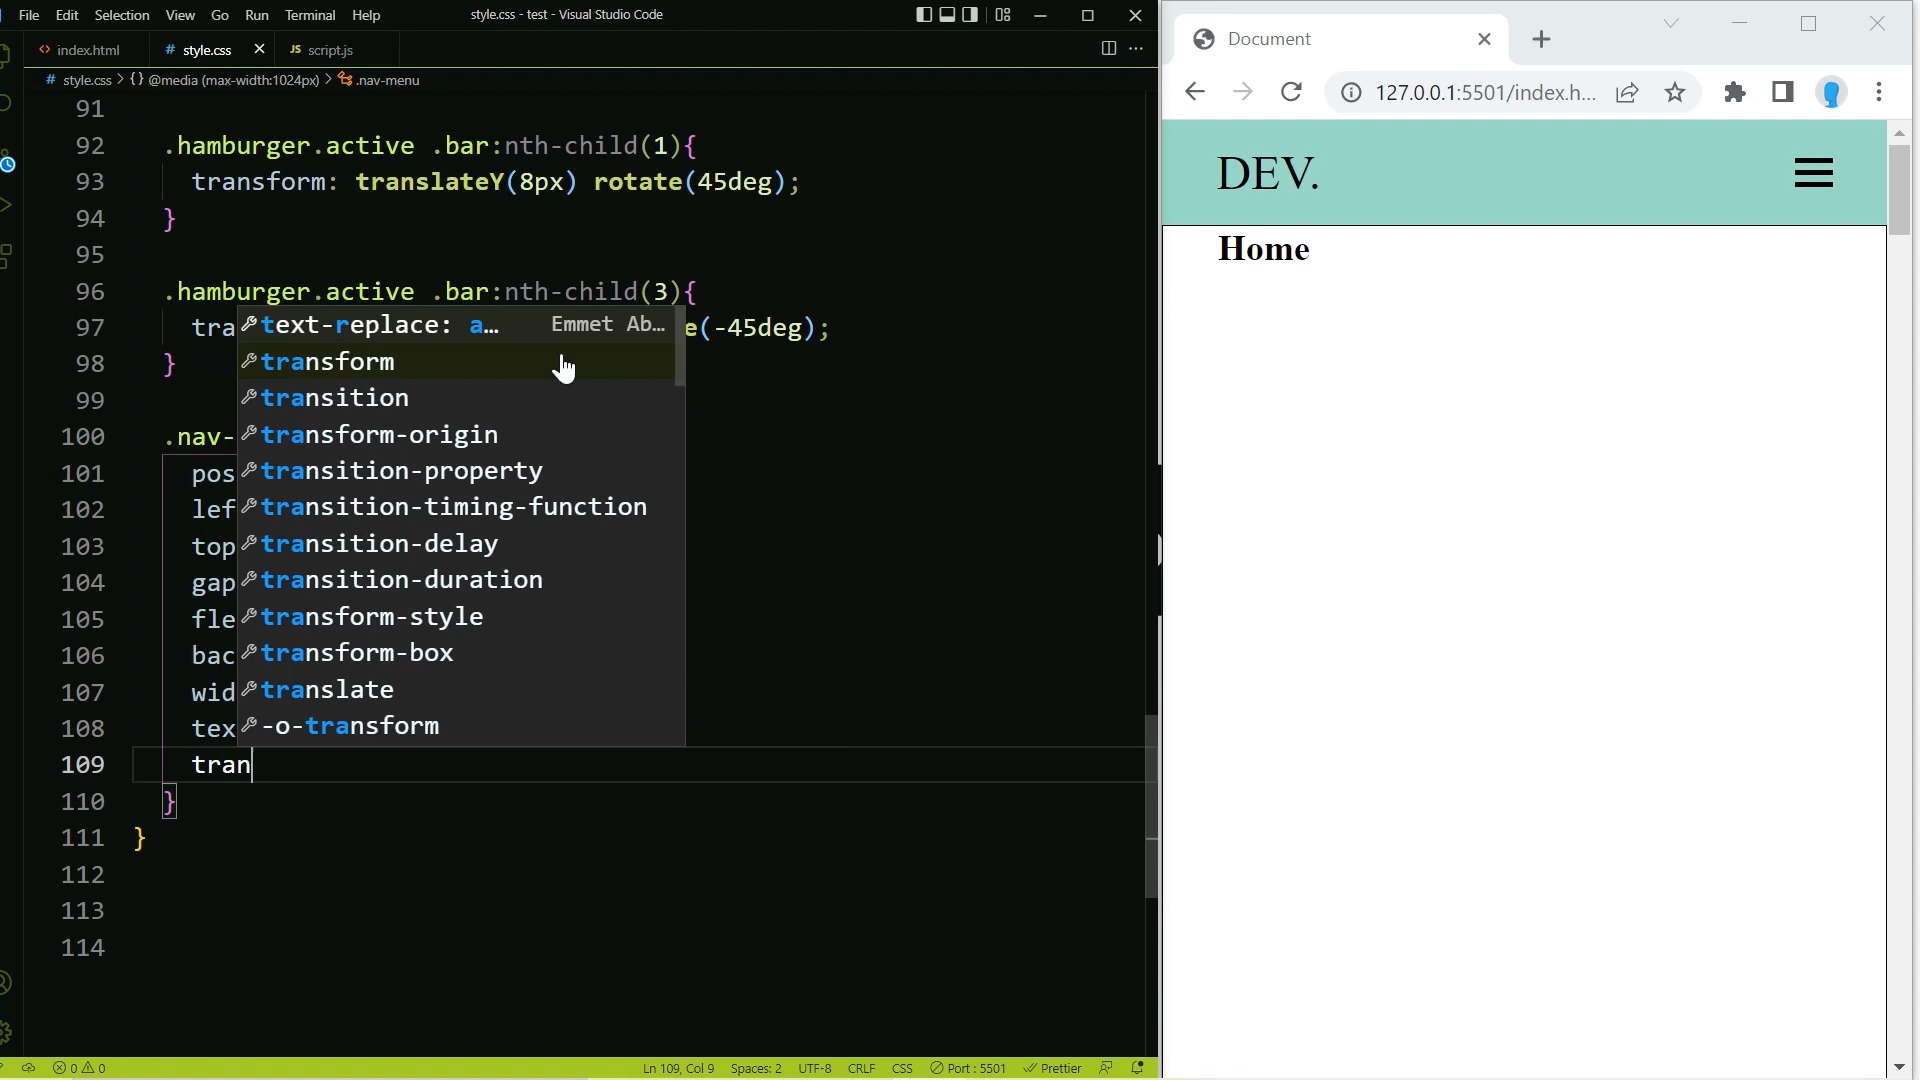 File Edit Selection View Go Run Terminal Help style.css - test - Visual Studio Code
index.html # style.css JS script.js
# style.css > {} @media (max-width:1024px) > .nav-menu
91
92 .hamburger.active .bar:nth-child(1){
93 transform: translateY(8px) rotate(45deg);
94 }
95
96 .hamburger.active .bar:nth-child(3){
97 tra e(-45deg);
98 }
99
100 .nav-
101 pos
102 lef
103 top
104 gap
105 fle
106 bac
107 wid
108 tex
109 tran
110 }
111 }
112
113
114
text-replace: a… Emmet Ab…
transform
transition
transform-origin
transition-property
transition-timing-function
transition-delay
transition-duration
transform-style
transform-box
translate
-o-transform
0 0 Ln 109, Col 9 Spaces: 2 UTF-8 CRLF CSS Port : 5501 Prettier
Document
127.0.0.1:5501/index.h...
DEV.
Home